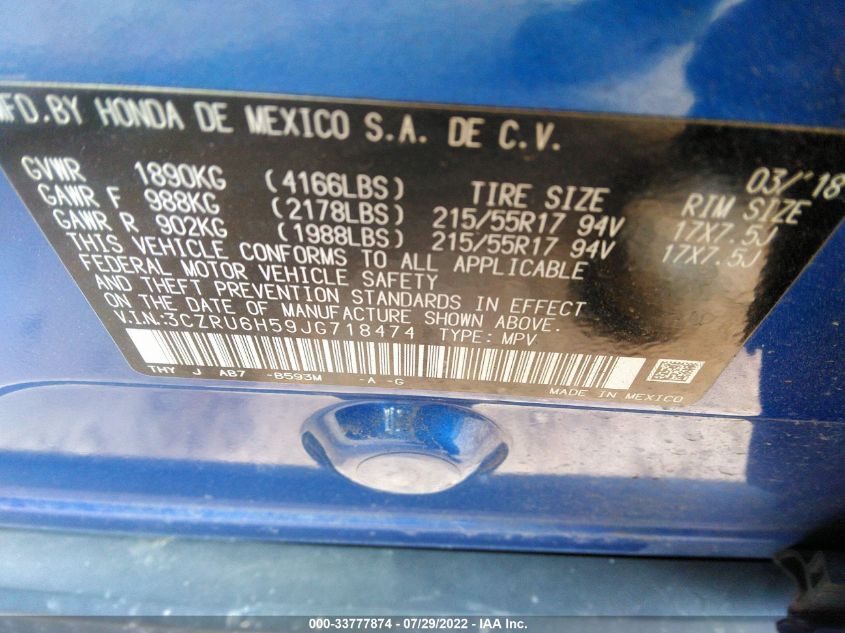 MFD.BY HONDA DE MEXICO S.A. DE C.V.
03/'18
GVWR 1890KG (4166LBS) TIRE SIZE RIM SIZE
GAWR F 988KG (2178LBS) 215/55R17 94V 17X7.5J
GAWR R 902KG (1988LBS) 215/55R17 94V 17X7.5J
THIS VEHICLE CONFORMS TO ALL APPLICABLE
FEDERAL MOTOR VEHICLE SAFETY
AND THEFT PREVENTION STANDARDS IN EFFECT
ON THE DATE OF MANUFACTURE SHOWN ABOVE.
V.I.N:3CZRU6H59JG718474 TYPE: MPV
THY J AB7 -B593M -A -G
MADE IN MEXICO
000-33777874 / 07/29/2022 - IAA Inc.